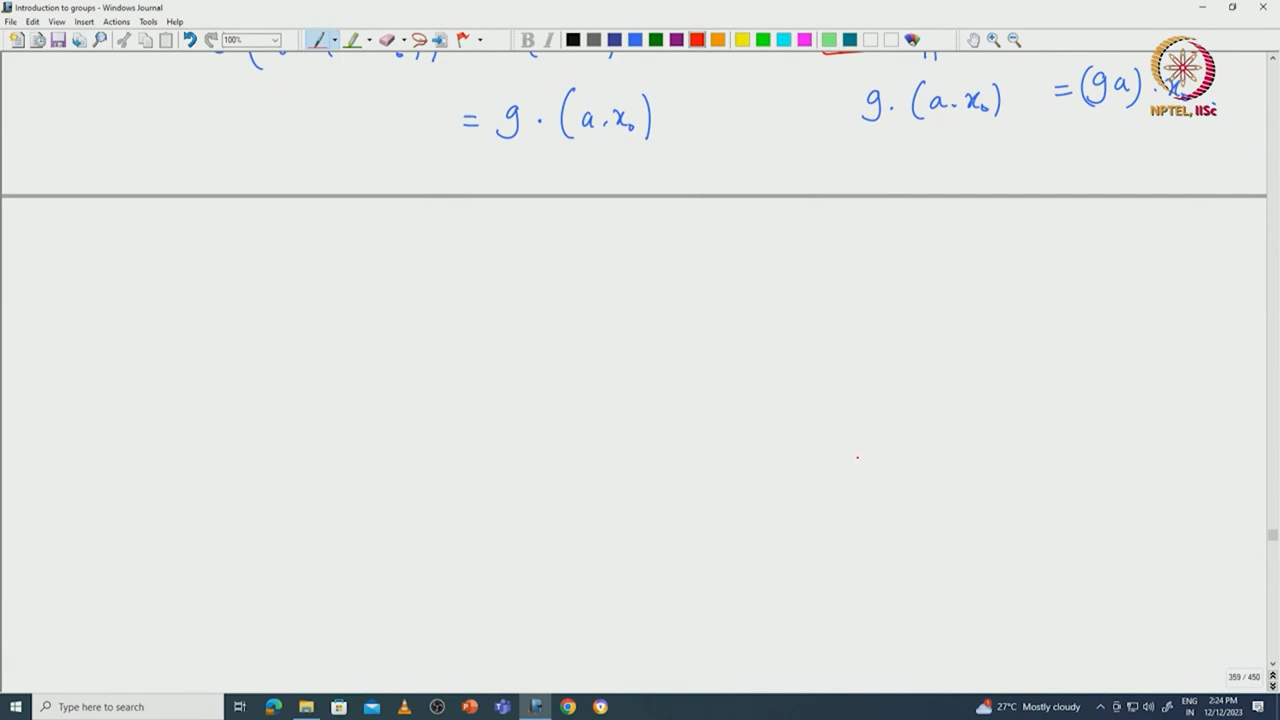 Introduction to groups - Windows Journal
File Edit View Insert Actions Tools Help
100%
= g · (a · x₀)
g · (a · x₀) = (ga) · x₀
NPTEL, IISc
359 / 450
Type here to search
27°C Mostly cloudy
ENG
IN
2:24 PM
12/12/2023